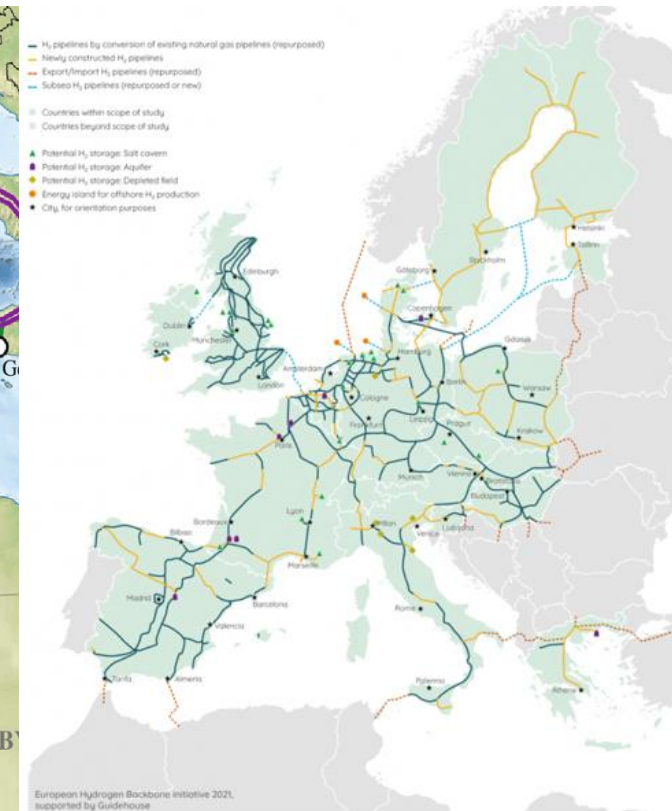 H₂ pipelines by conversion of existing natural gas pipelines (repurposed)
Newly constructed H₂ pipelines
Export/Import H₂ pipelines (repurposed)
Subsea H₂ pipelines (repurposed or new)
Countries within scope of study
Countries beyond scope of study
Potential H₂ storage: Salt cavern
Potential H₂ storage: Aquifer
Potential H₂ storage: Depleted field
Energy island for offshore H₂ production
City, for orientation purposes
Helsinki
Tallinn
Stockholm
Göteborg
Edinburgh
Copenhagen
Dublin
Manchester
Cork
Gdańsk
Hamburg
Amsterdam
Berlin
Warsaw
London
Cologne
Leipzig
Frankfurt
Prague
Krakow
Paris
Munich
Vienna
Bratislava
Budapest
Lyon
Milan
Ljubljana
Venice
Bordeaux
Bilbao
Marseille
Madrid
Barcelona
Rome
Valencia
Palermo
Athens
Tarifa
Almería
European Hydrogen Backbone initiative 2021,
supported by Guidehouse